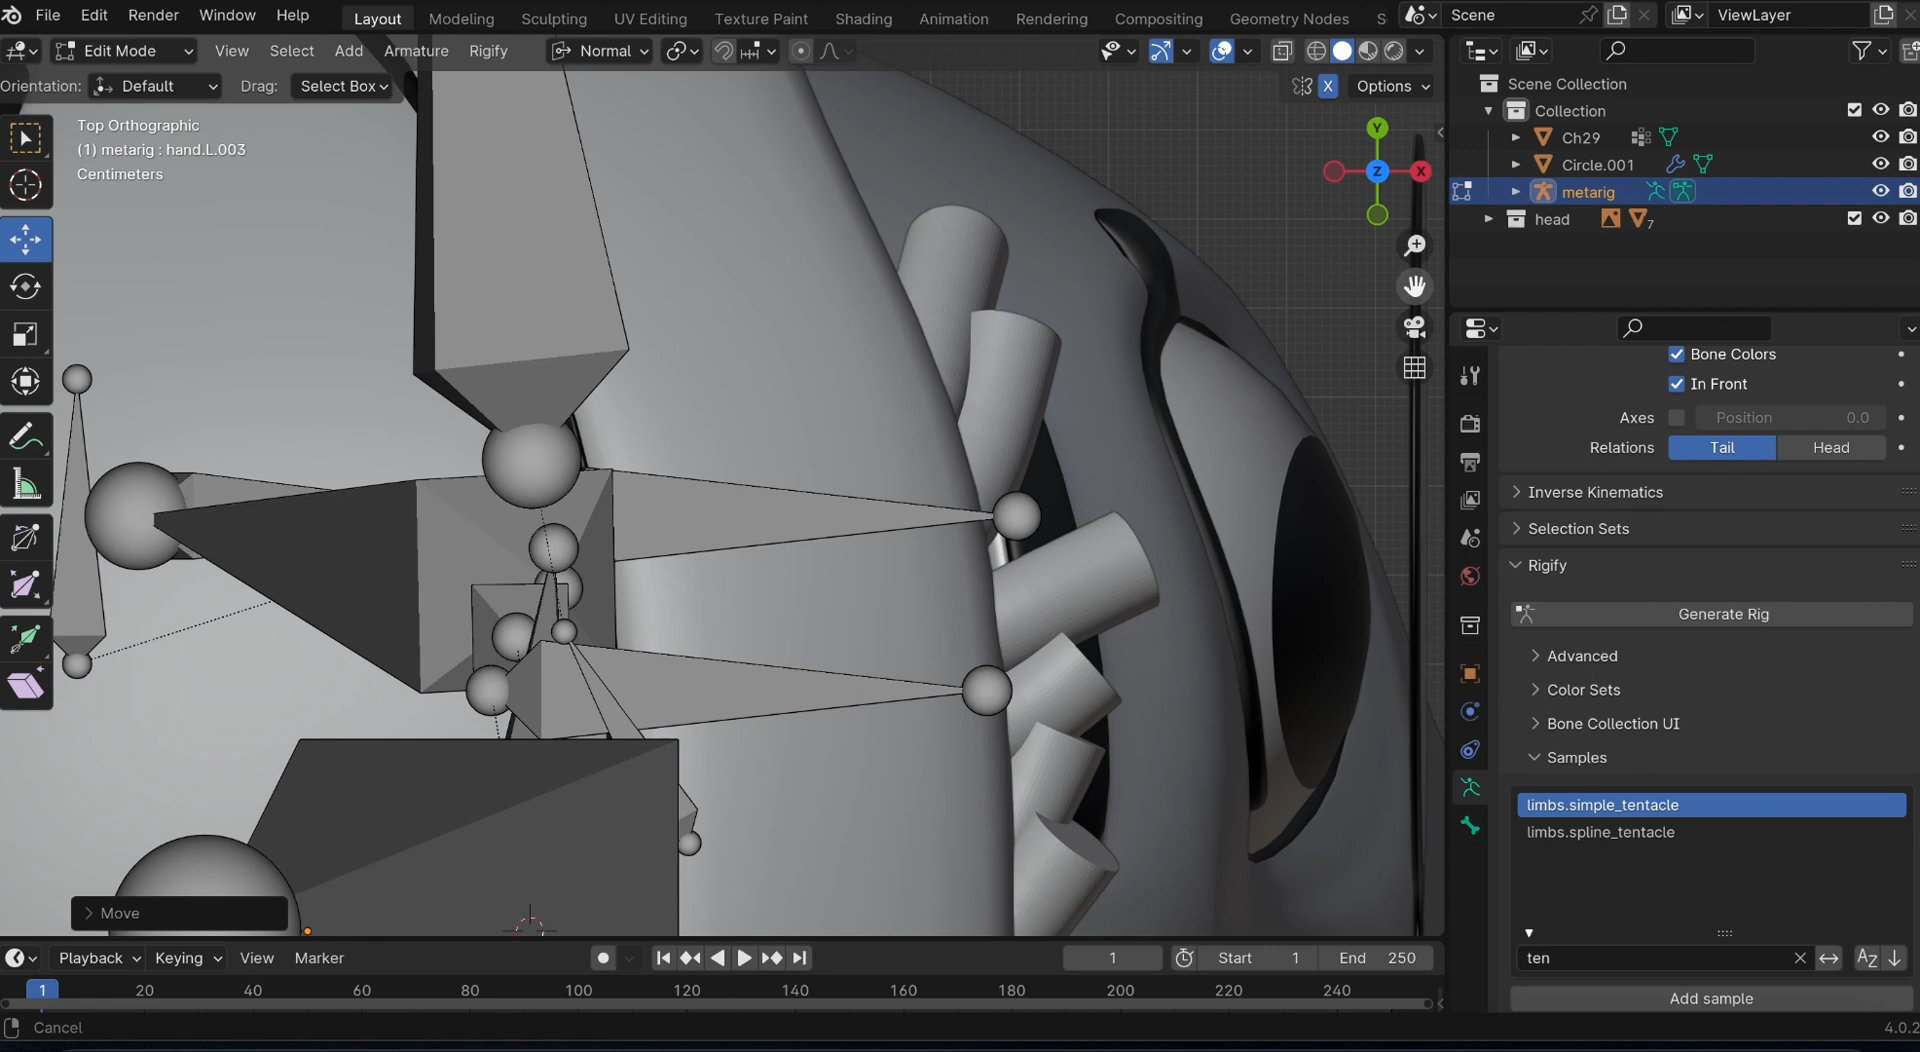 File Edit Render Window Help Layout Modeling Sculpting UV Editing Texture Paint Shading Animation Rendering Compositing Geometry Nodes S Scene ViewLayer
Edit Mode View Select Add Armature Rigify Normal
Orientation: Default Drag: Select Box X Options
Top Orthographic
(1) metarig : hand.L.003
Centimeters
Y
Z X
Scene Collection
Collection
Ch29
Circle.001
metarig
head 7
Bone Colors
In Front
Axes Position 0.0
Relations Tail Head
Inverse Kinematics
Selection Sets
Rigify
Generate Rig
Advanced
Color Sets
Bone Collection UI
Samples
limbs.simple_tentacle
limbs.spline_tentacle
ten AZ
Add sample
Move
Playback Keying View Marker 1 Start 1 End 250
1 20 40 60 80 100 120 140 160 180 200 220 240
Cancel 4.0.2